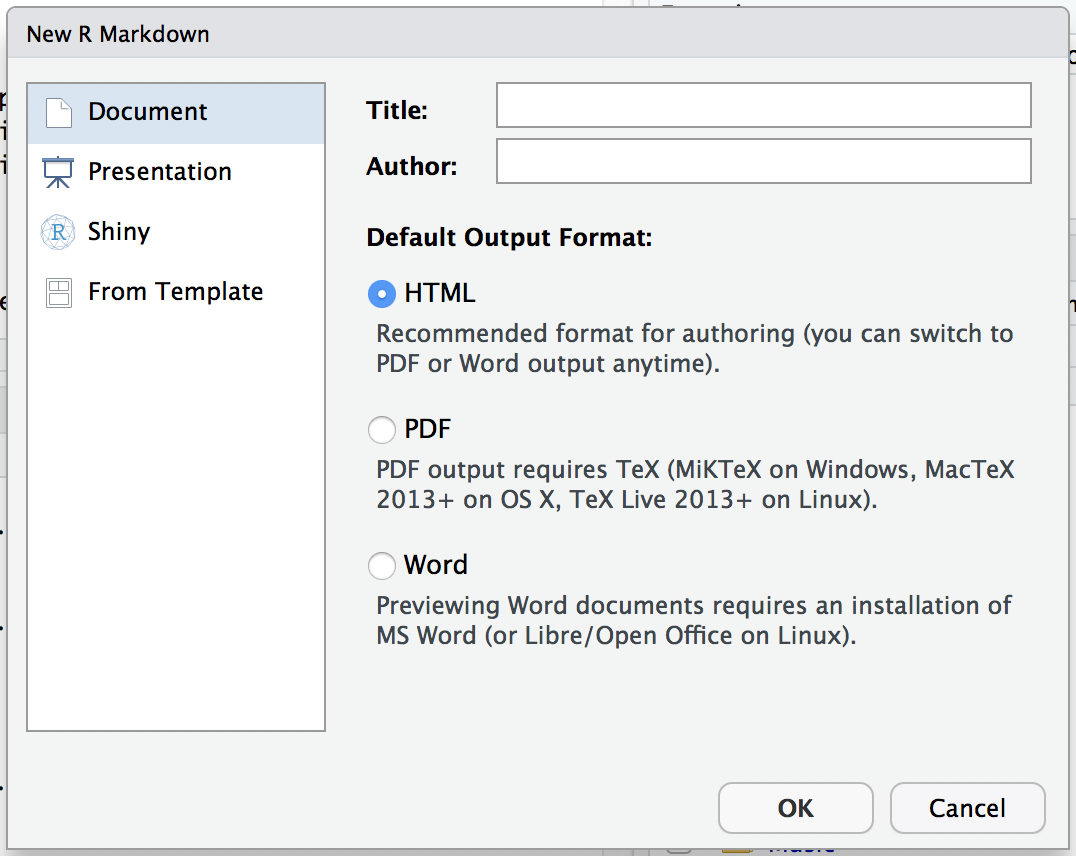 New R Markdown
Document
Presentation
R Shiny
From Template
Title:
Author:
Default Output Format:
HTML
Recommended format for authoring (you can switch to
PDF or Word output anytime).
PDF
PDF output requires TeX (MiKTeX on Windows, MacTeX
2013+ on OS X, TeX Live 2013+ on Linux).
Word
Previewing Word documents requires an installation of
MS Word (or Libre/Open Office on Linux).
OK Cancel